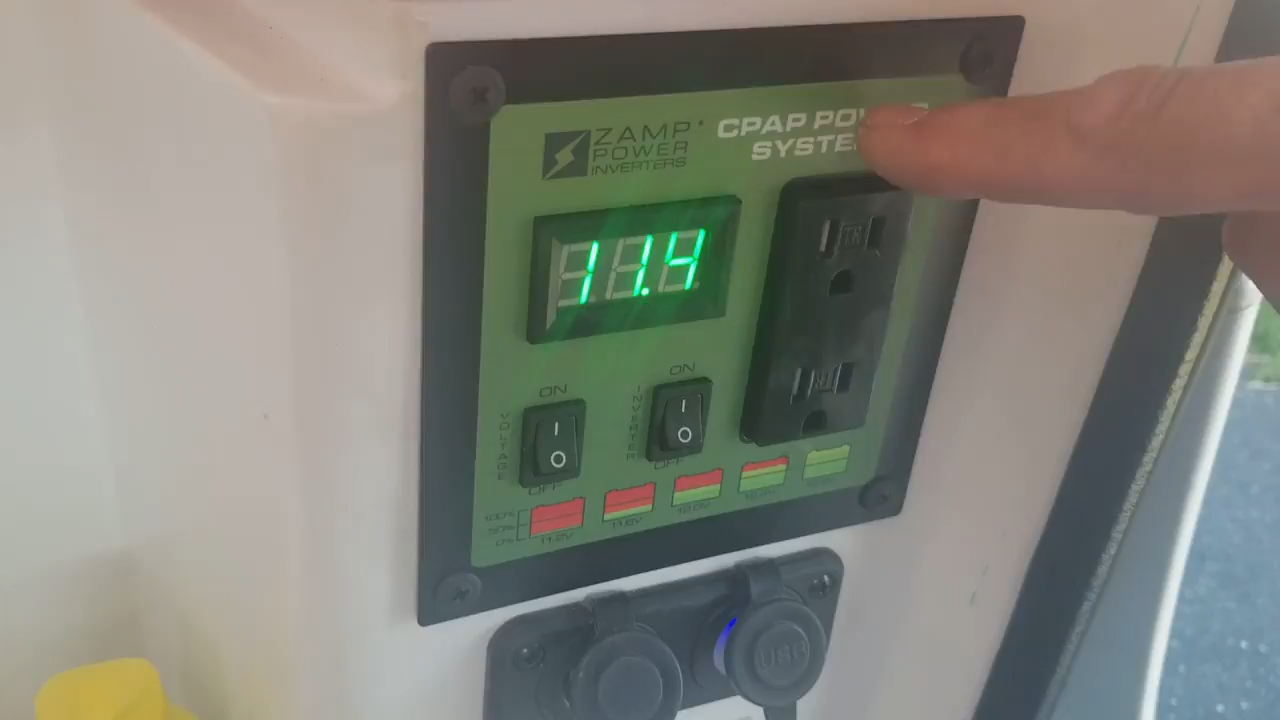 ZAMP
POWER
INVERTERS
CPAP
SYSTE
11.4
ON
ON
VOLTAGE
INVERTER
TR
OFF
OFF
100%
50%
0%
11.2V
11.6V
12.0V
USB